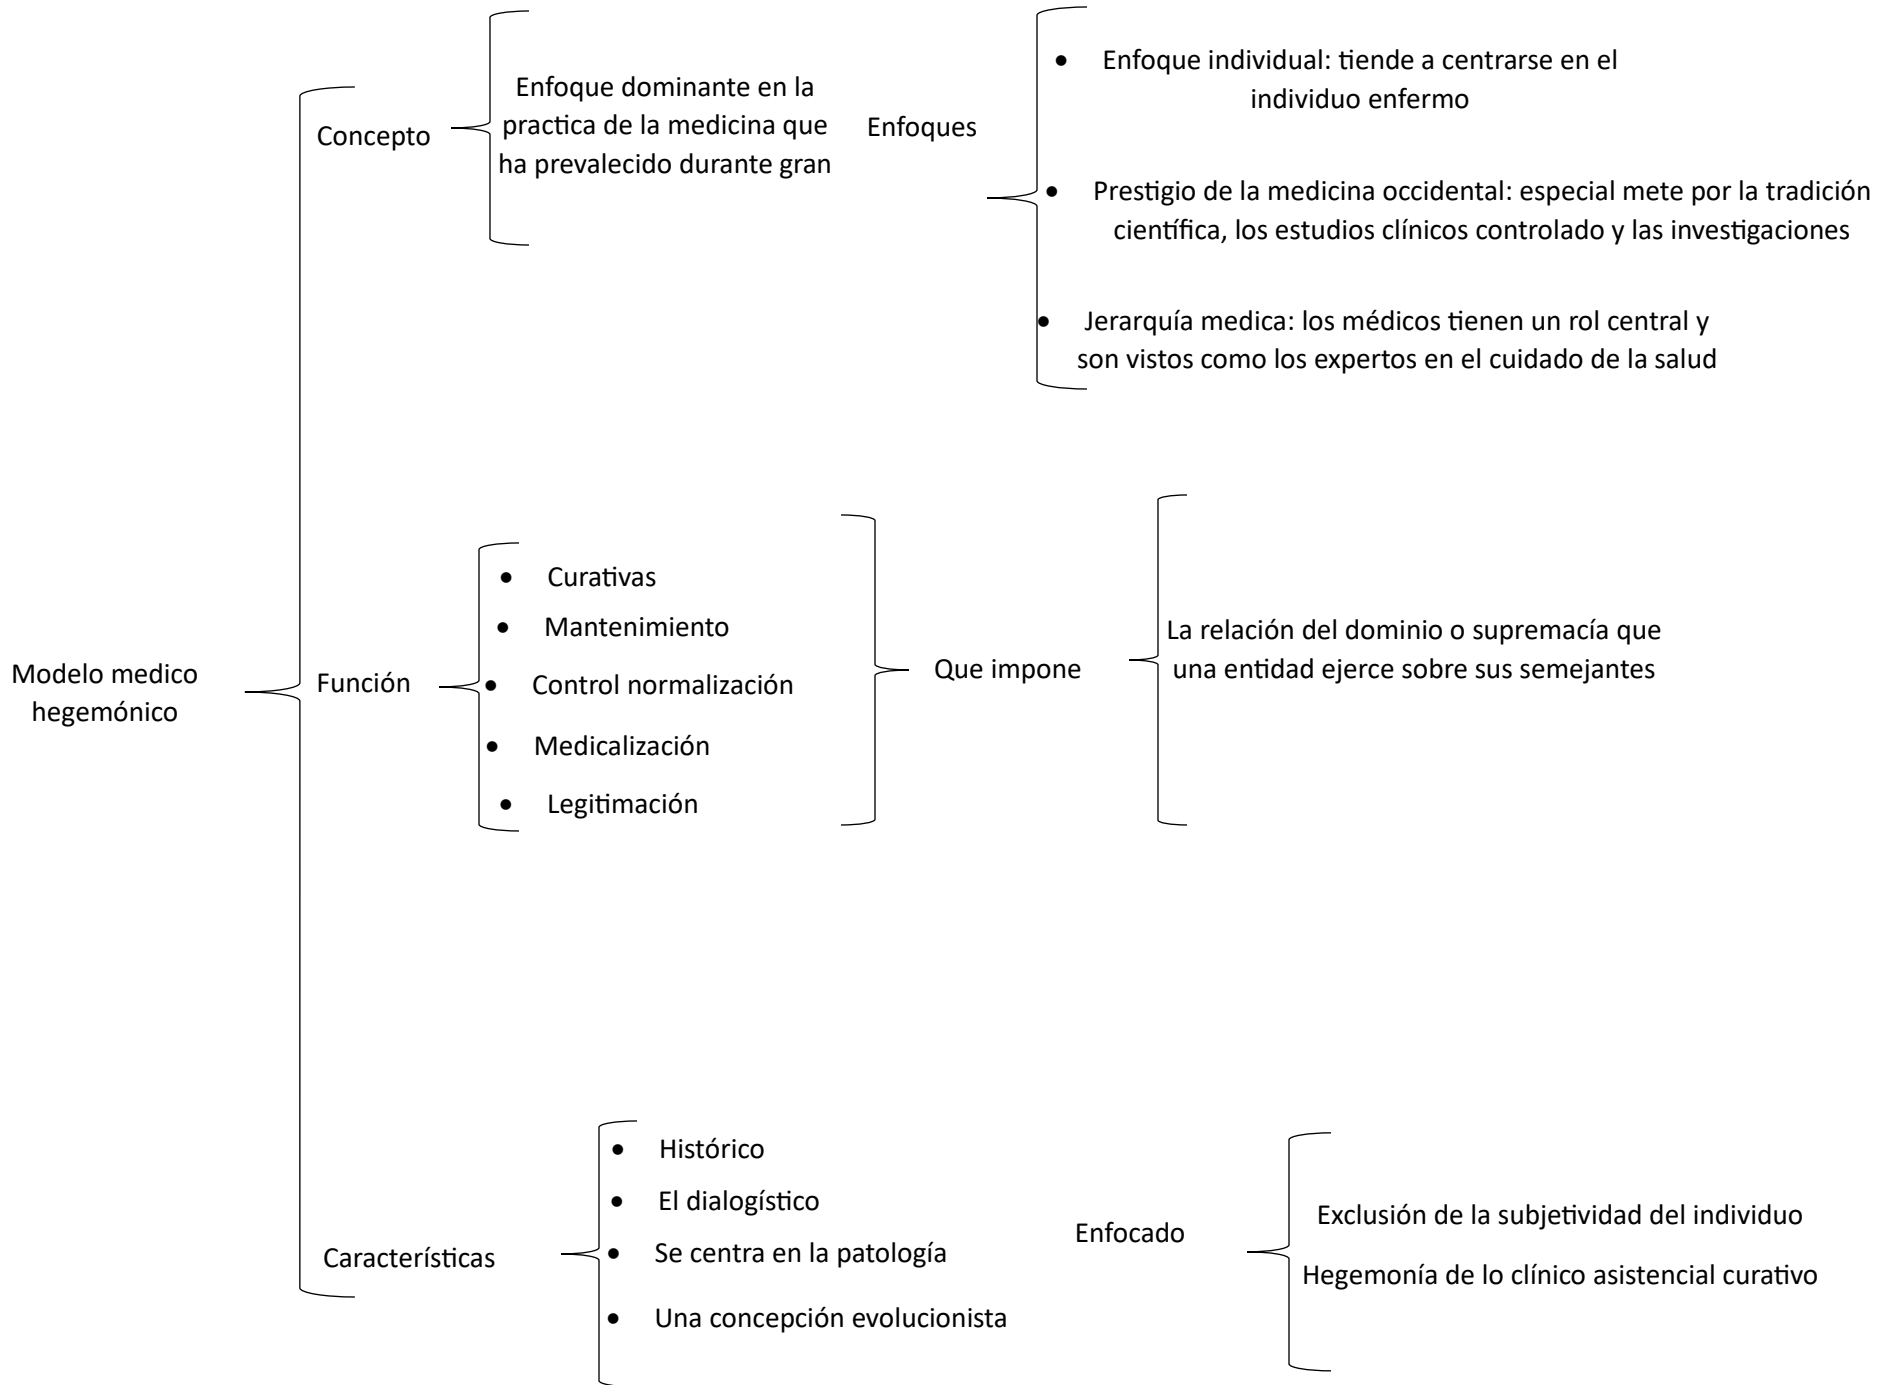 Modelo medico
hegemónico
Concepto
Enfoque dominante en la
practica de la medicina que
ha prevalecido durante gran
Enfoques
• Enfoque individual: tiende a centrarse en el
individuo enfermo
• Prestigio de la medicina occidental: especial mete por la tradición
científica, los estudios clínicos controlado y las investigaciones
• Jerarquía medica: los médicos tienen un rol central y
son vistos como los expertos en el cuidado de la salud
Función
• Curativas
• Mantenimiento
• Control normalización
• Medicalización
• Legitimación
Que impone
La relación del dominio o supremacía que
una entidad ejerce sobre sus semejantes
Característicasㅤ
• Histórico
• El dialogístico
• Se centra en la patología
• Una concepción evolucionista
Enfocado
Exclusión de la subjetividad del individuo
Hegemonía de lo clínico asistencial curativo